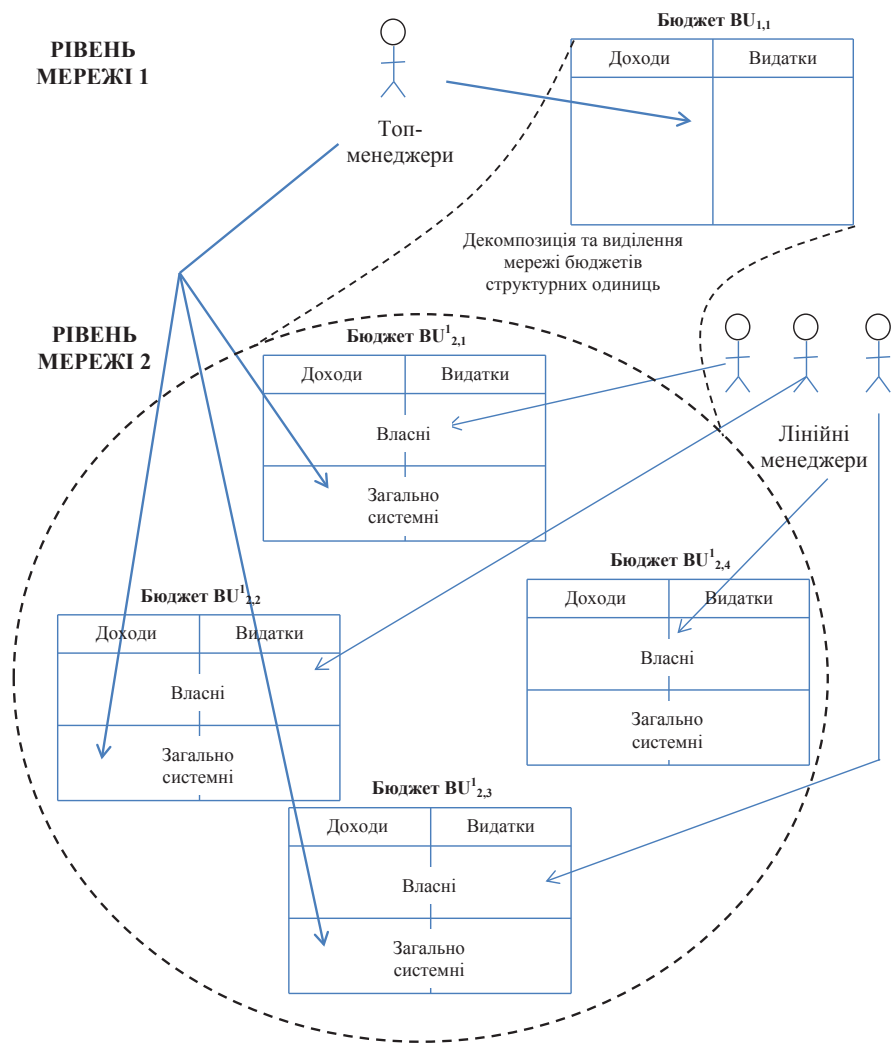 Бюджет BU1,1
РІВЕНЬ
МЕРЕЖІ 1
Доходи Видатки
Топ-
менеджери
Декомпозиція та виділення
мережі бюджетів
структурних одиниць
РІВЕНЬ
МЕРЕЖІ 2
Бюджет BU¹2,1
Доходи Видатки
Власні
Загально
системні
Лінійні
менеджери
Бюджет BU¹2,4
Доходи Видатки
Власні
Загально
системні
Бюджет BU¹2,2
Доходи Видатки
Власні
Загально
системні
Бюджет BU¹2,3
Доходи Видатки
Власні
Загально
системні